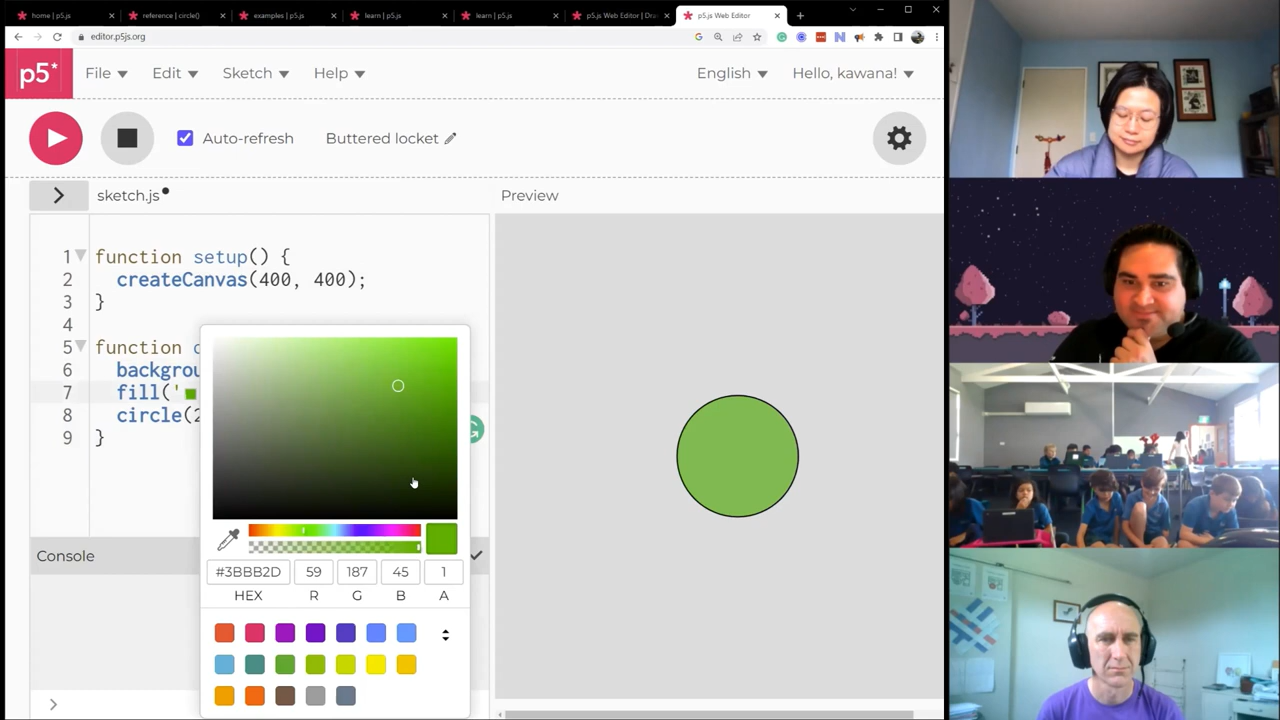 home | p5.js
reference | circle()
examples | p5.js
learn | p5.js
learn | p5.js
p5.js Web Editor | Dra
p5.js Web Editor
editor.p5js.org
p5*
File
Edit
Sketch
Help
English
Hello, kawana!
Auto-refresh
Buttered locket
sketch.js
Preview
1 function setup() {
2 createCanvas(400, 400);
3 }
4
5 function
6 backgrou
7 fill('
8 circle(2
9 }
Console
#3BBB2D 59 187 45 1
HEX R G B A